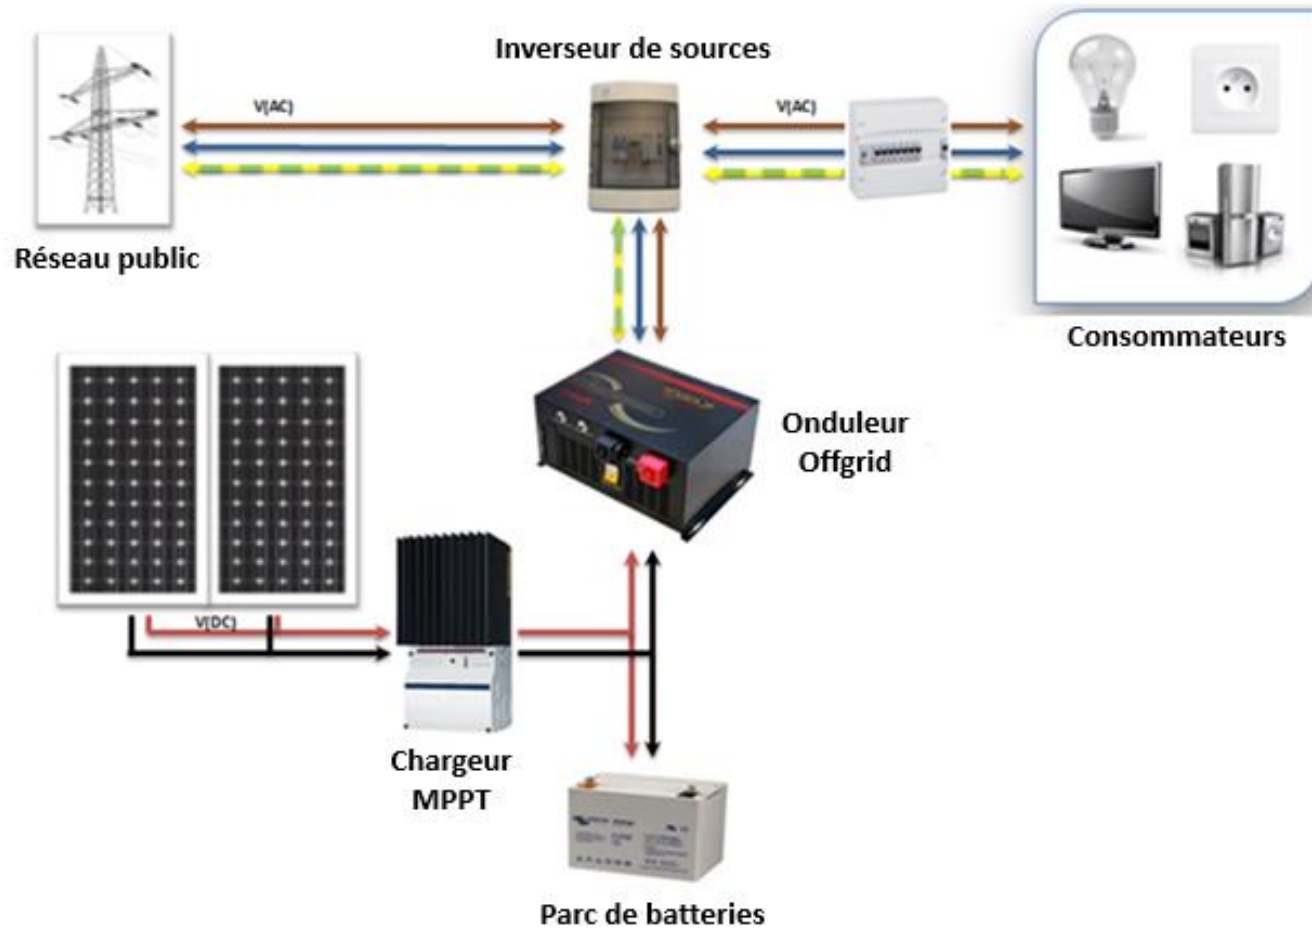 Inverseur de sources
V(AC)
V(AC)
Réseau public
Consommateurs
Onduleur
Offgrid
V(DC)
Chargeur
MPPT
Parc de batteries